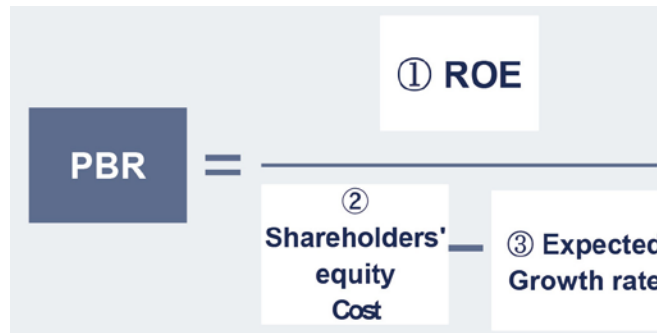 ① ROE
PBR =
②
Shareholders'
equity
Cost
—
③ Expected
Growth rate